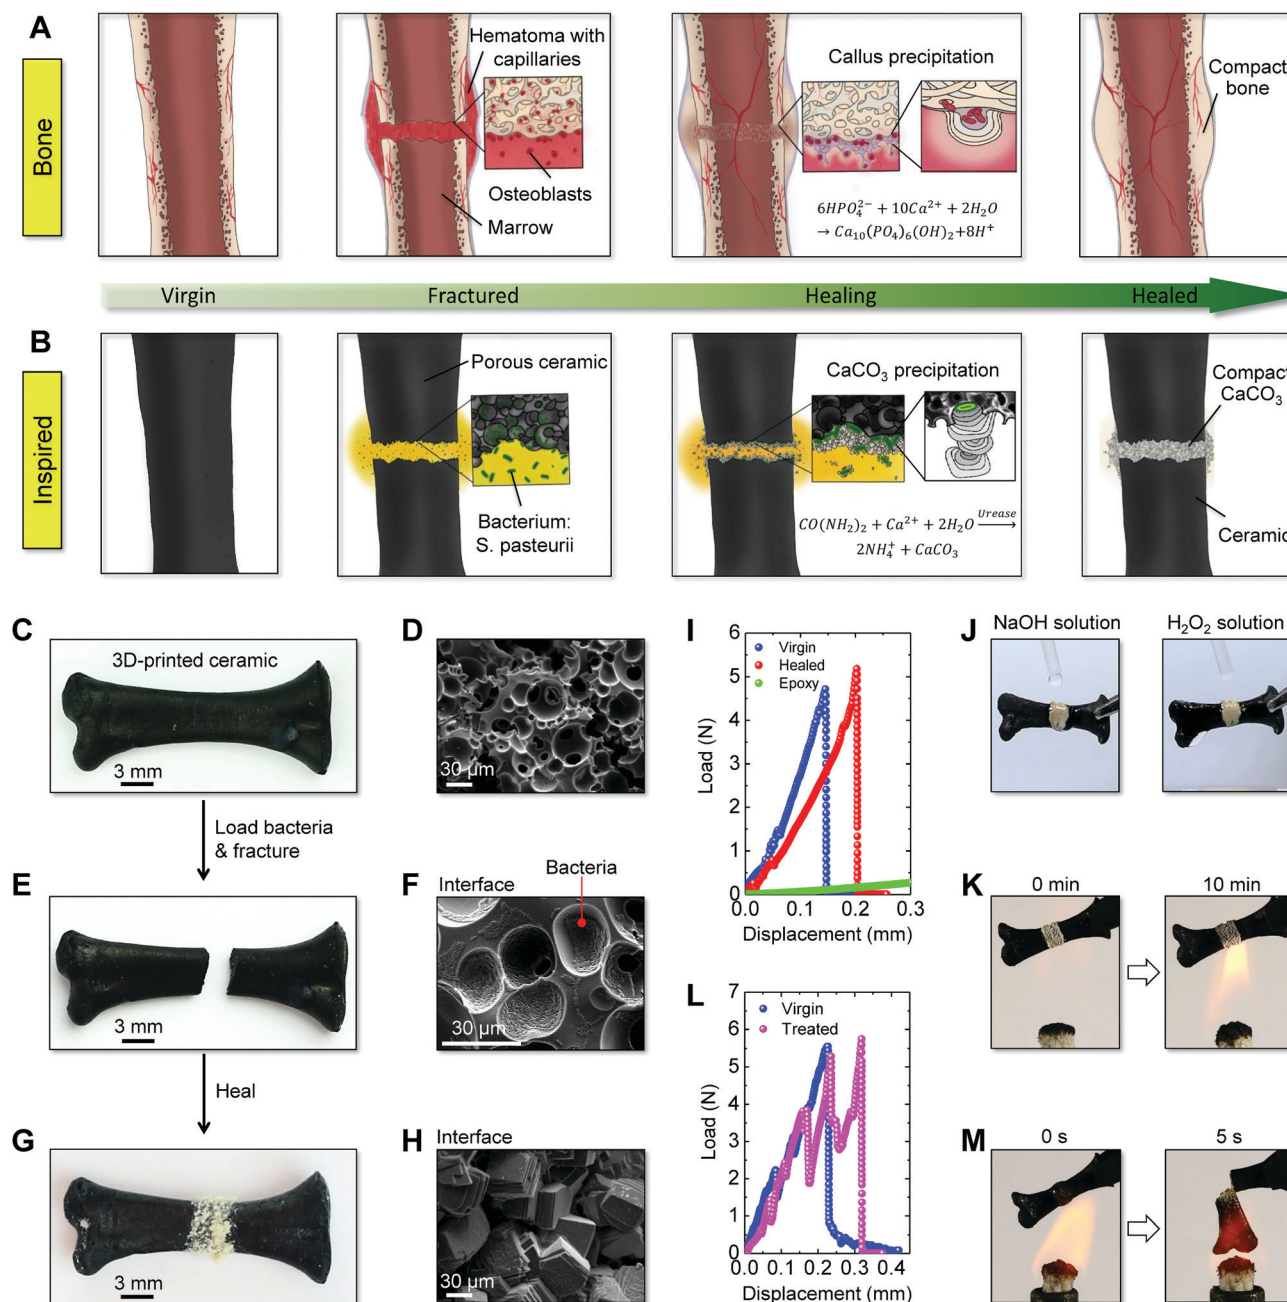 A
Bone
Hematoma with
capillaries
Osteoblasts
Marrow
Callus precipitation
6HPO₄²⁻ + 10Ca²⁺ + 2H₂O
→ Ca₁₀(PO₄)₆(OH)₂+8H⁺
Compact
bone
Virgin
Fractured
Healing
Healed
B
Inspired
Porous ceramic
Bacterium:
S. pasteurii
CaCO₃ precipitation
CO(NH₂)₂ + Ca²⁺ + 2H₂O Urease →
2NH₄⁺ + CaCO₃
Compact
CaCO₃
Ceramic
C
3D-printed ceramic
3 mm
Load bacteria
& fracture
D
30 µm
E
3 mm
Heal
F
Interface
Bacteria
30 µm
G
3 mm
H
Interface
30 µm
I
6
5
4
3
2
1
0
Load (N)
Virgin
Healed
Epoxy
0.0 0.1 0.2 0.3
Displacement (mm)
J
NaOH solution
H₂O₂ solution
K
0 min
10 min
L
7
6
5
4
3
2
1
0
Load (N)
Virgin
Treated
0.0 0.1 0.2 0.3 0.4
Displacement (mm)
M
0 s
5 s